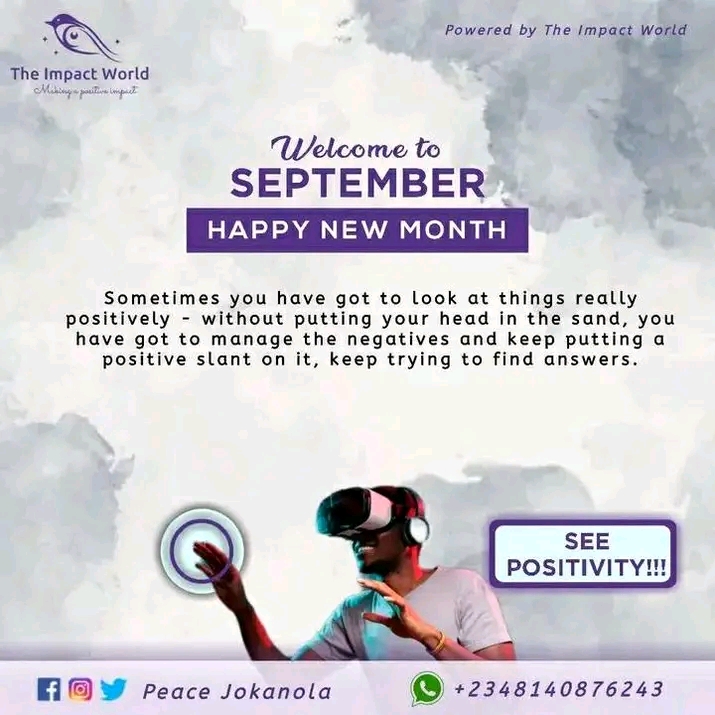 Powered by The Impact World
The Impact World
Making a positive impact
Welcome to
SEPTEMBER
HAPPY NEW MONTH
Sometimes you have got to look at things really
positively - without putting your head in the sand, you
have got to manage the negatives and keep putting a
positive slant on it, keep trying to find answers.
SEE
POSITIVITY!!!
Peace Jokanola
+2348140876243